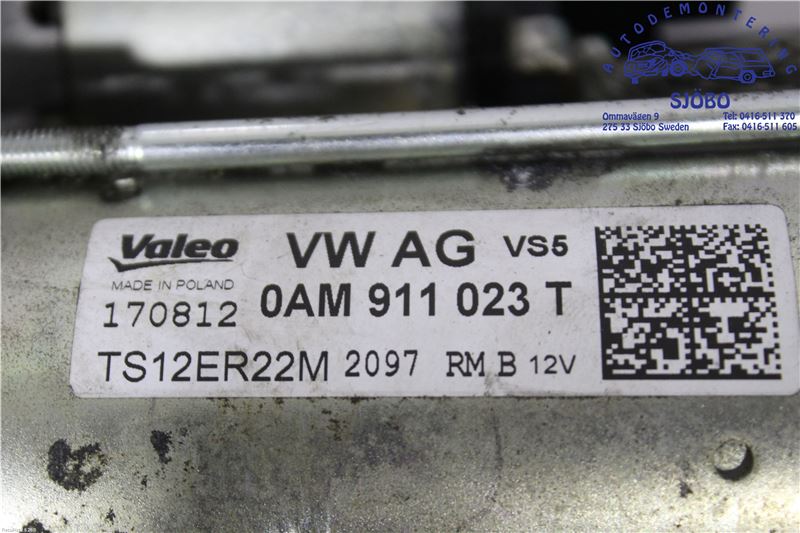 AUTODEMONTERING
SJÖBO
Ommavägen 9 Tel: 0416-511 370
275 33 Sjöbo Sweden Fax: 0416-511 605
Valeo VW AG VS5
MADE IN POLAND
170812 0AM 911 023 T
TS12ER22M 2097 RM B 12V